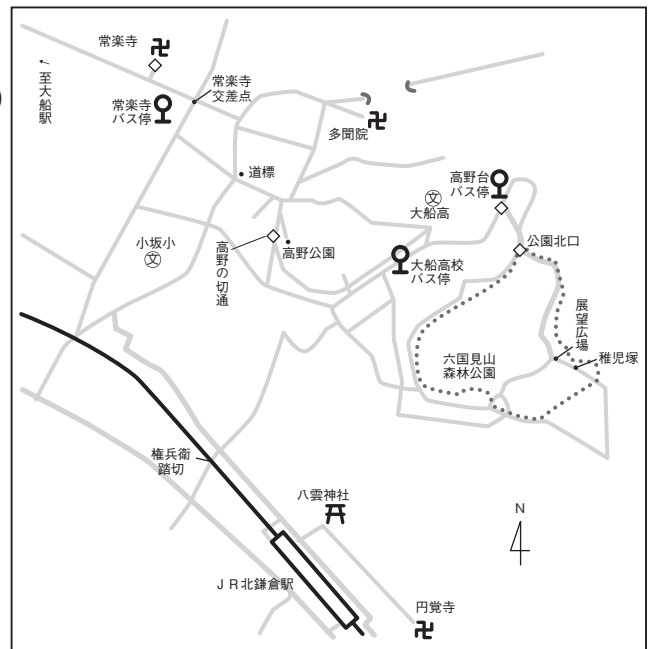 常楽寺
↑至大船駅
常楽寺
バス停
常楽寺
交差点
多聞院
道標
高野台
バス停
文
大船高
公園北口
小坂小
文
高野の切通
高野公園
大船高校
バス停
展望広場
稚児塚
六国見山
森林公園
権兵衛
踏切
八雲神社
N
JR北鎌倉駅
円覚寺